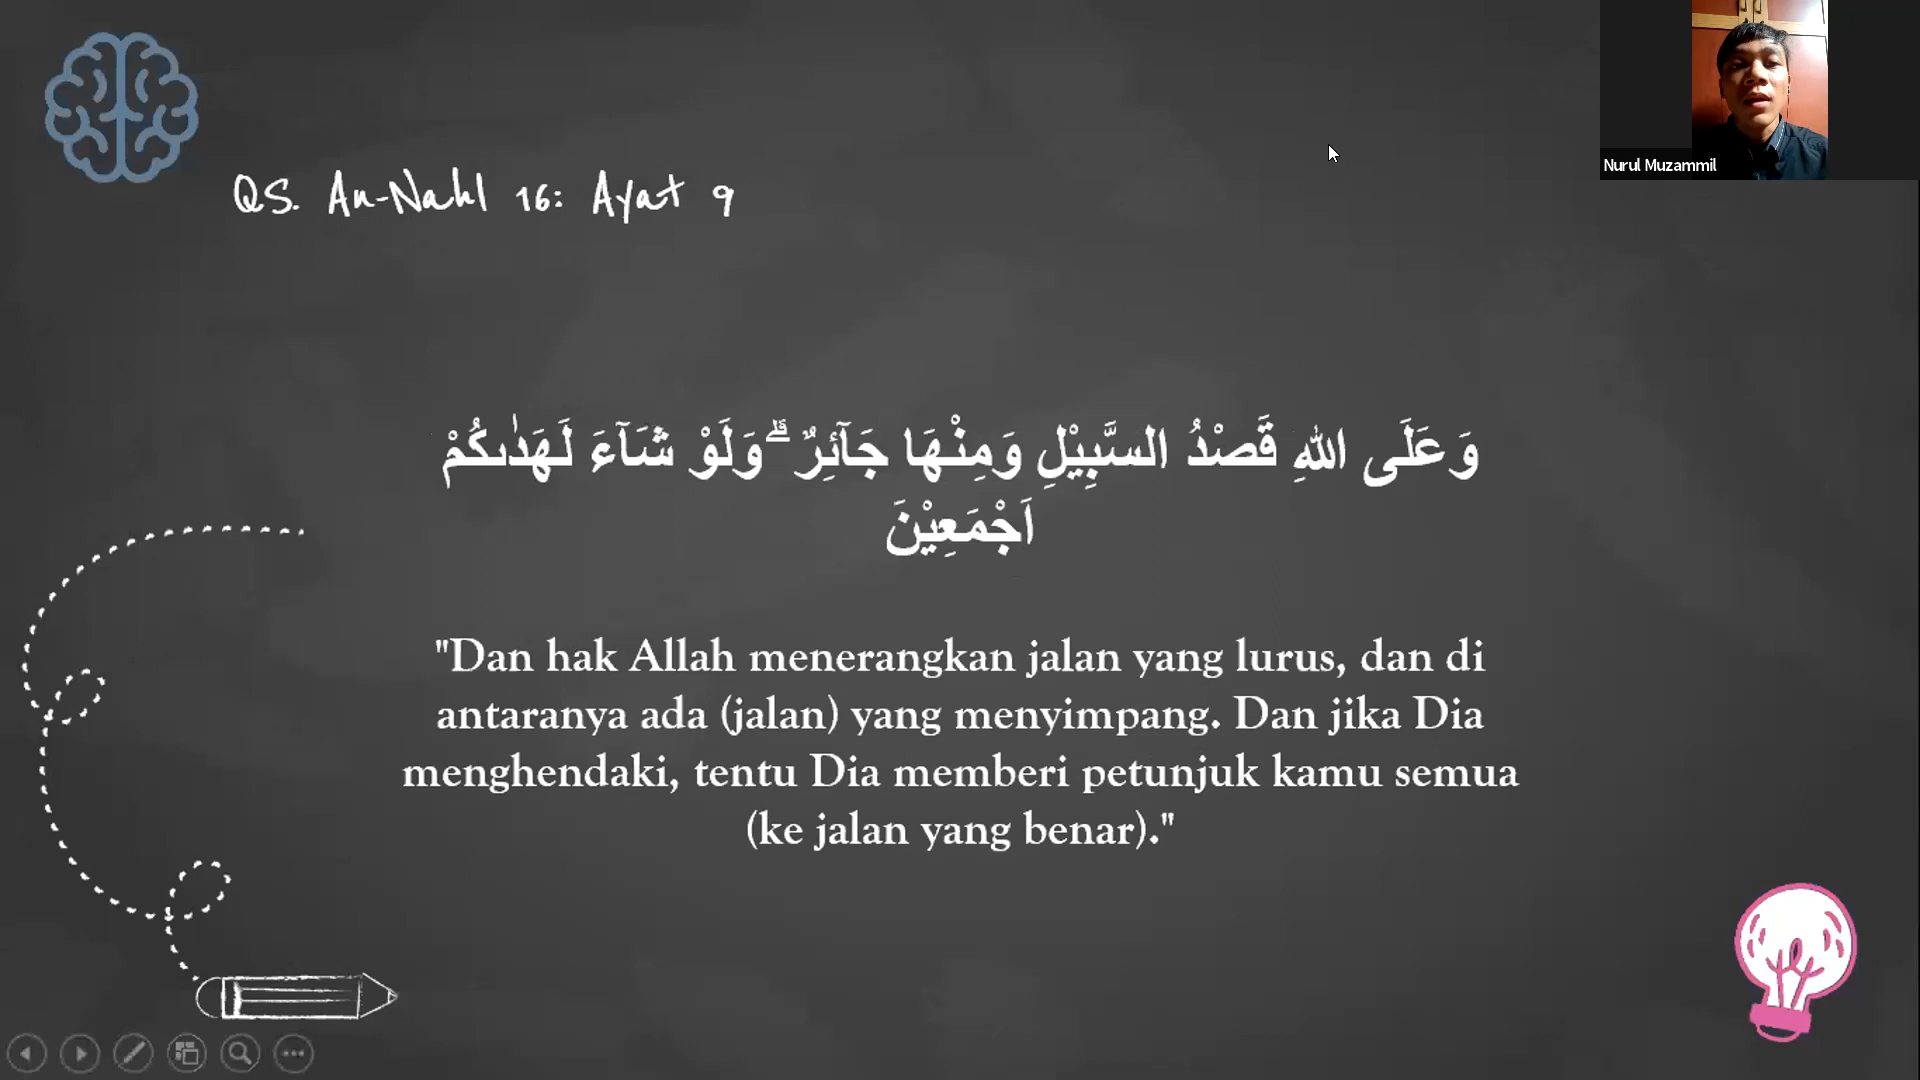 Nurul Muzammil
QS. An-Nahl 16: Ayat 9
وَعَلَى اللّٰهِ قَصْدُ السَّبِيْلِ وَمِنْهَا جَاۤئِرٌ ۗوَلَوْ شَاۤءَ لَهَدٰىكُمْ
اَجْمَعِيْنَ
"Dan hak Allah menerangkan jalan yang lurus, dan di
antaranya ada (jalan) yang menyimpang. Dan jika Dia
menghendaki, tentu Dia memberi petunjuk kamu semua
(ke jalan yang benar)."